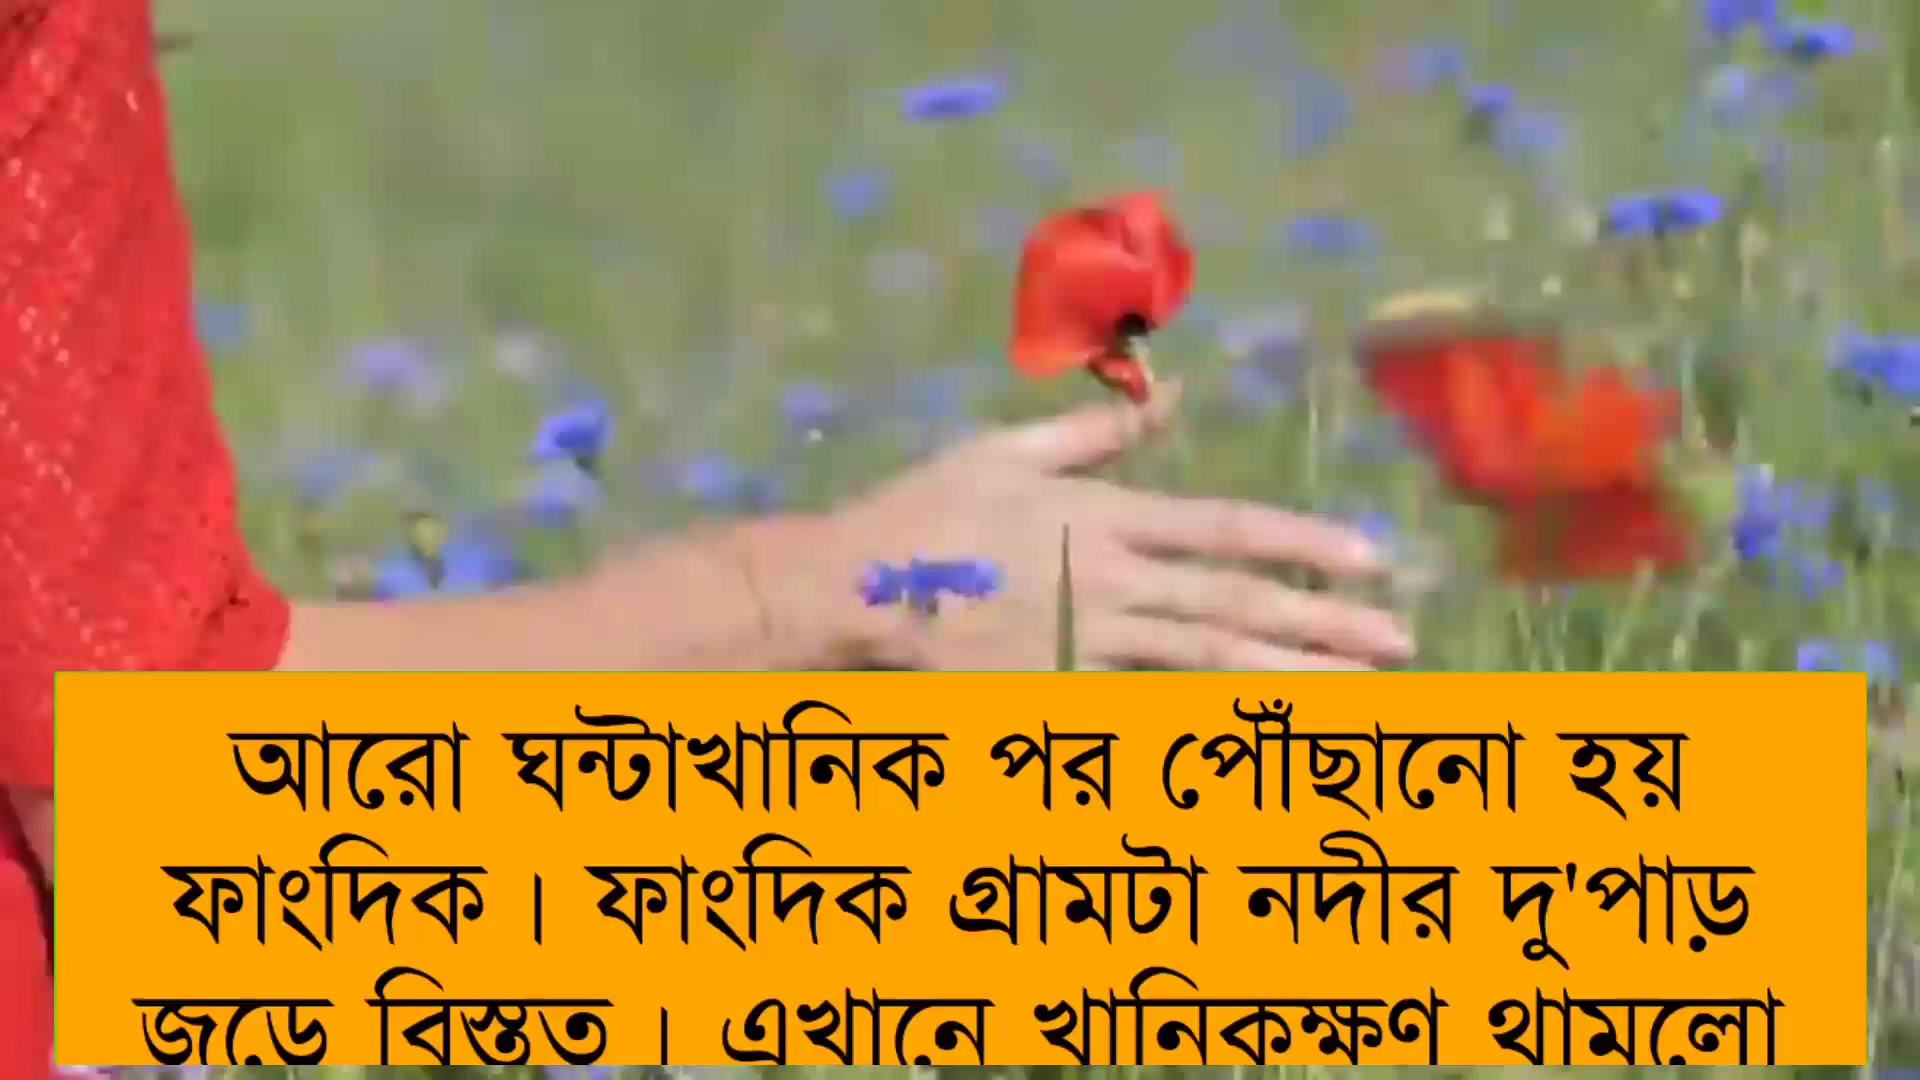 আরো ঘন্টাখানিক পর পৌঁছানো হয়
ফাংদিক। ফাংদিক গ্রামটা নদীর দু'পাড়
জুড়ে বিস্তৃত। এখানে খানিকক্ষণ থামলো